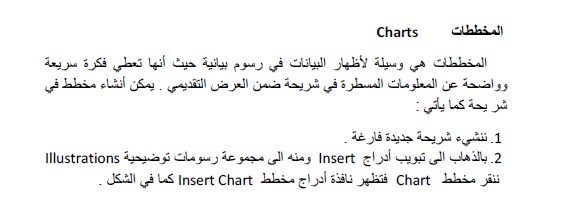 المخططات Charts
المخططات هي وسيلة لأظهار البيانات في رسوم بيانية حيث أنها تعطي فكرة سريعة
وواضحة عن المعلومات المسطرة في شريحة ضمن العرض التقديمي . يمكن أنشاء مخطط في
شر يحة كما يأتي :
1. ننشيء شريحة جديدة فارغة .
2. بالذهاب الى تبويب أدراج Insert ومنه الى مجموعة رسومات توضيحية Illustrations
ننقر مخطط Chart فتظهر نافذة أدراج مخطط Insert Chart كما في الشكل .